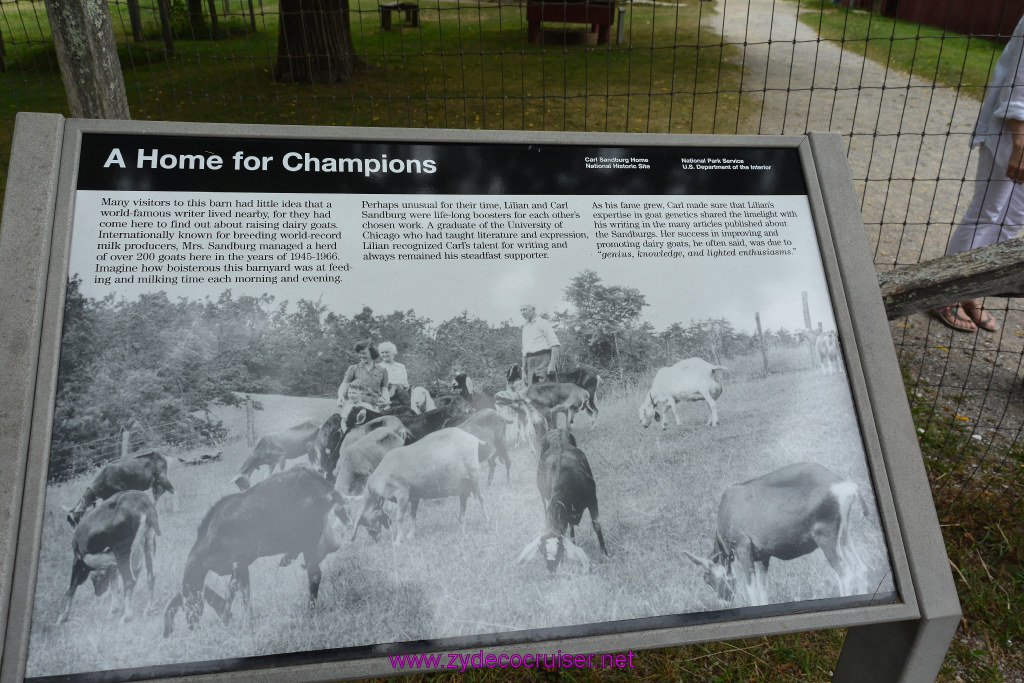 A Home for Champions
Carl Sandburg Home
National Historic Site
National Park Service
U.S. Department of the Interior
Many visitors to this barn had little idea that a
world-famous writer lived nearby, for they had
come here to find out about raising dairy goats.
Internationally known for breeding world-record
milk producers, Mrs. Sandburg managed a herd
of over 200 goats here in the years of 1945-1966.
Imagine how boisterous this barnyard was at feed-
ing and milking time each morning and evening.
Perhaps unusual for their time, Lilian and Carl
Sandburg were life-long boosters for each other's
chosen work. A graduate of the University of
Chicago who had taught literature and expression,
Lilian recognized Carl's talent for writing and
always remained his steadfast supporter.
As his fame grew, Carl made sure that Lilian's
expertise in goat genetics shared the limelight with
his writing in the many articles published about
the Sandburgs. Her success in improving and
promoting dairy goats, he often said, was due to
"genius, knowledge, and lighted enthusiasms."
www.zydecocruiser.net